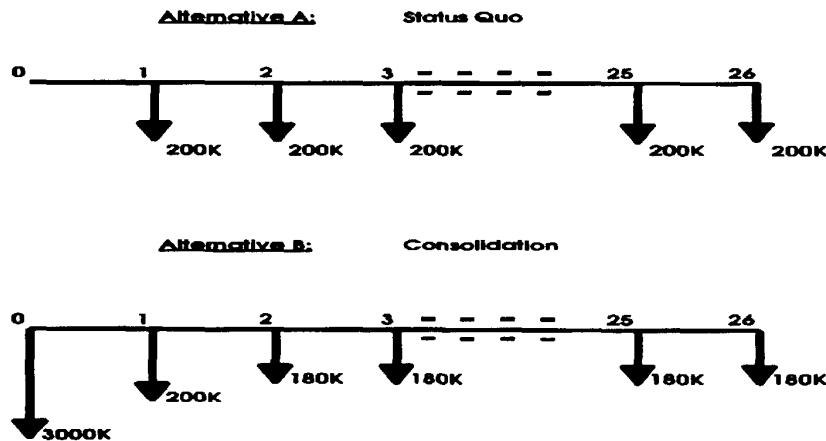 Alternative A: Status Quo
0 1 2 3 25 26
200K 200K 200K 200K 200K
Alternative B: Consolidation
0 1 2 3 25 26
180K 180K 180K 180K
200K
3000K